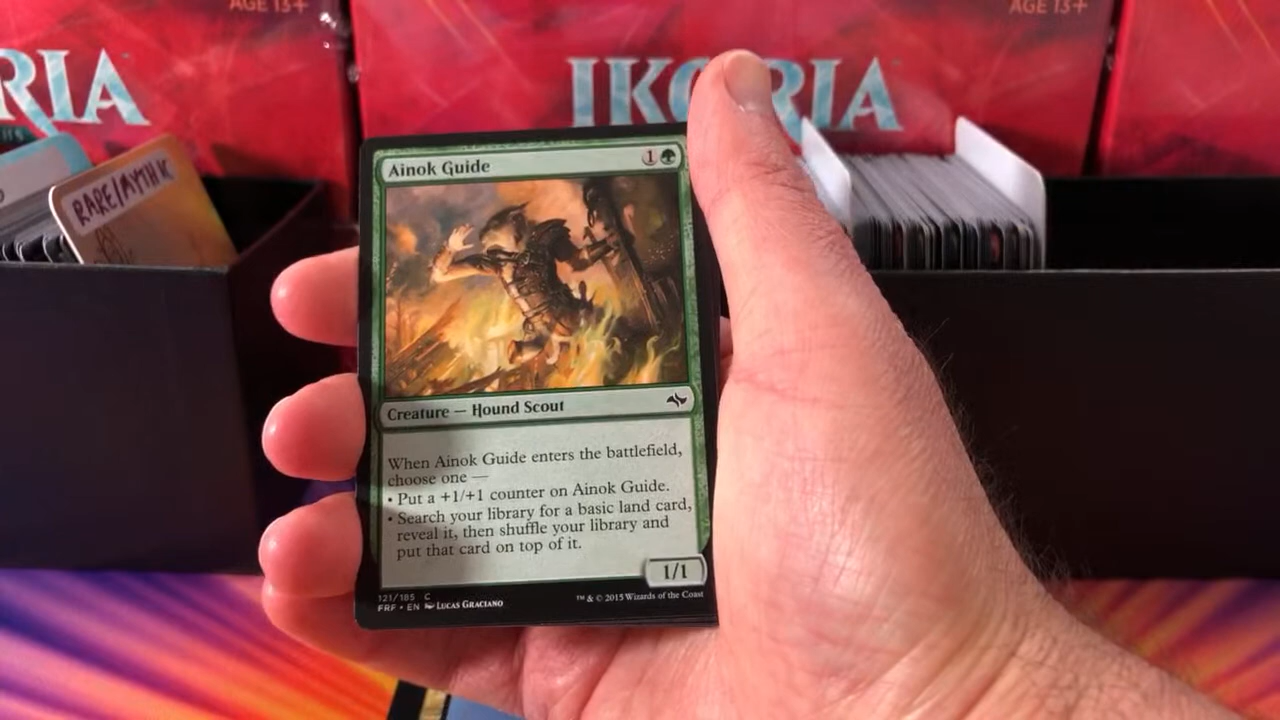 AGE 13+
AGE 13+
RIA
IKORIA
RARE/MYTHIC
Ainok Guide
1
Creature — Hound Scout
When Ainok Guide enters the battlefield,
choose one —
• Put a +1/+1 counter on Ainok Guide.
• Search your library for a basic land card,
reveal it, then shuffle your library and
put that card on top of it.
1/1
121/185 C
FRF • EN Lucas Graciano
™ & © 2015 Wizards of the Coast